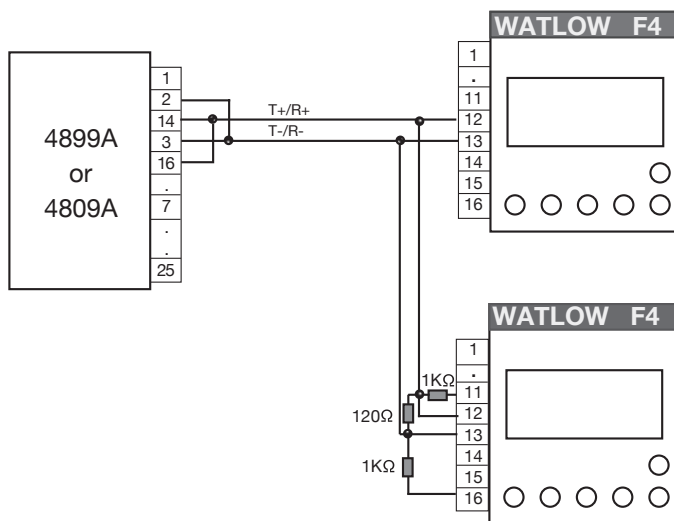 WATLOW F4
1
.
11
12
13
14
15
16
4899A
or
4809A
1
2
14
3
16
.
7
.
.
25
T+/R+
T-/R-
WATLOW F4
1
.
11
12
13
14
15
16
1KΩ
120Ω
1KΩ